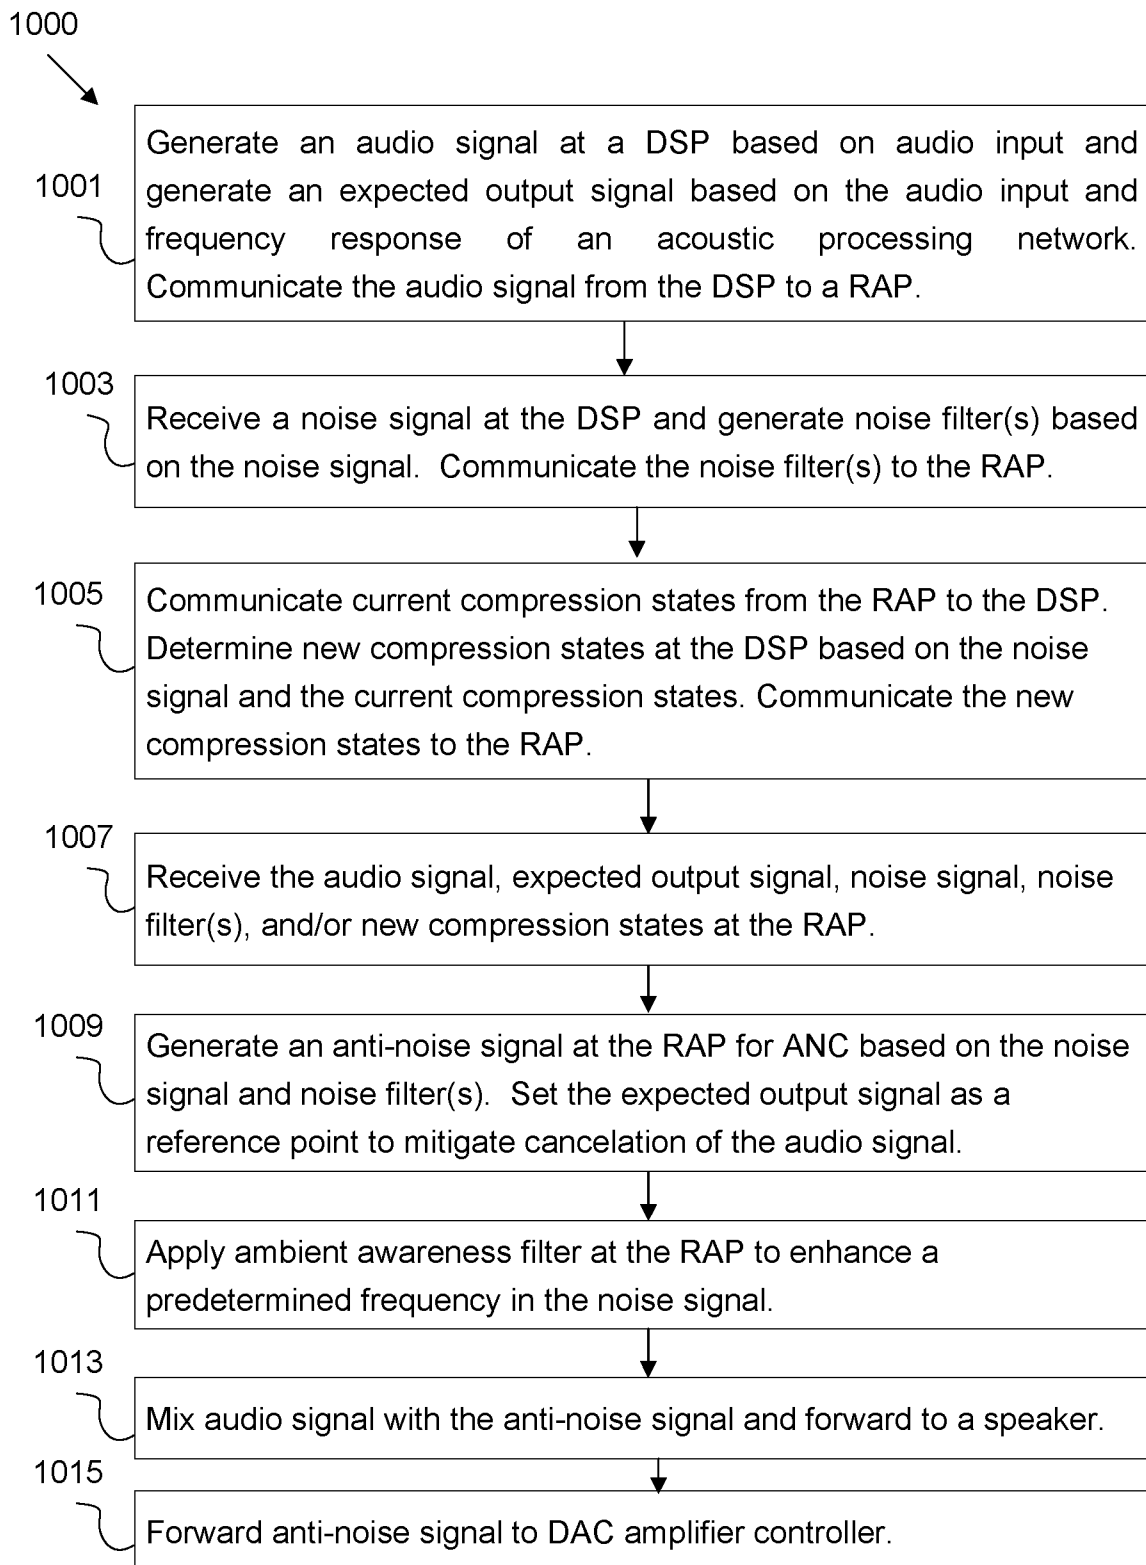 1000
1001
Generate an audio signal at a DSP based on audio input and
generate an expected output signal based on the audio input and
frequency response of an acoustic processing network.
Communicate the audio signal from the DSP to a RAP.
1003
Receive a noise signal at the DSP and generate noise filter(s) based
on the noise signal. Communicate the noise filter(s) to the RAP.
1005
Communicate current compression states from the RAP to the DSP.
Determine new compression states at the DSP based on the noise
signal and the current compression states. Communicate the new
compression states to the RAP.
1007
Receive the audio signal, expected output signal, noise signal, noise
filter(s), and/or new compression states at the RAP.
1009
Generate an anti-noise signal at the RAP for ANC based on the noise
signal and noise filter(s). Set the expected output signal as a
reference point to mitigate cancelation of the audio signal.
1011
Apply ambient awareness filter at the RAP to enhance a
predetermined frequency in the noise signal.
1013
Mix audio signal with the anti-noise signal and forward to a speaker.
1015
Forward anti-noise signal to DAC amplifier controller.